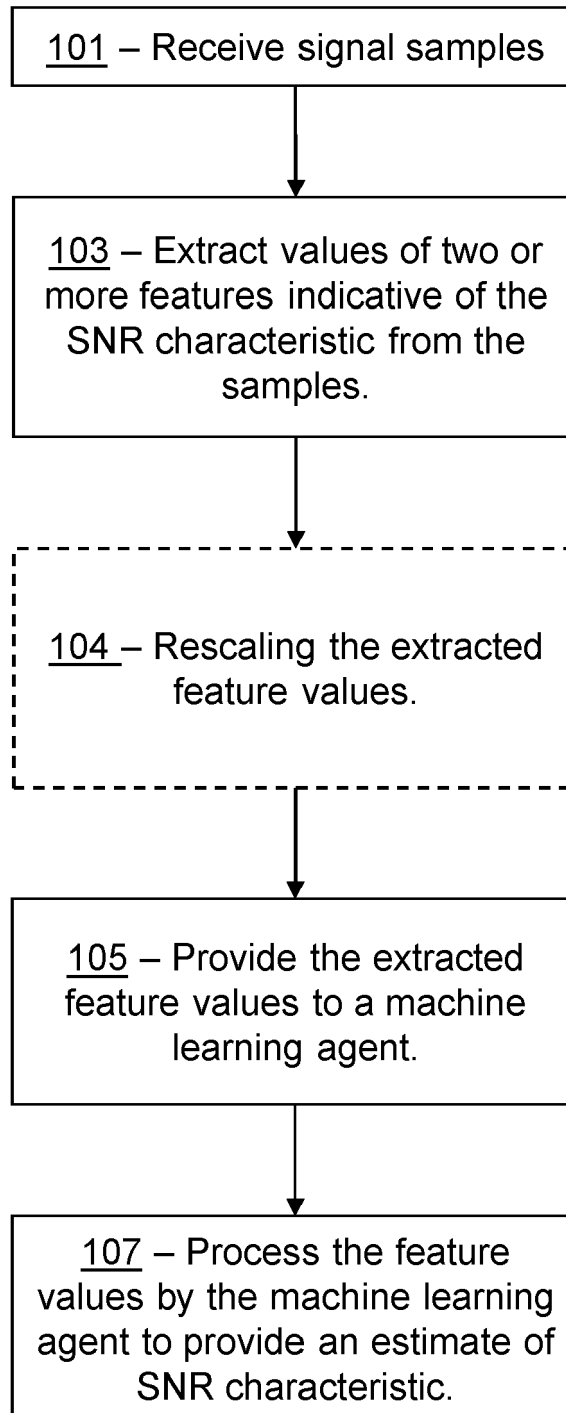 101 – Receive signal samples
103 – Extract values of two or
more features indicative of the
SNR characteristic from the
samples.
104 – Rescaling the extracted
feature values.
105 – Provide the extracted
feature values to a machine
learning agent.
107 – Process the feature
values by the machine learning
agent to provide an estimate of
SNR characteristic.